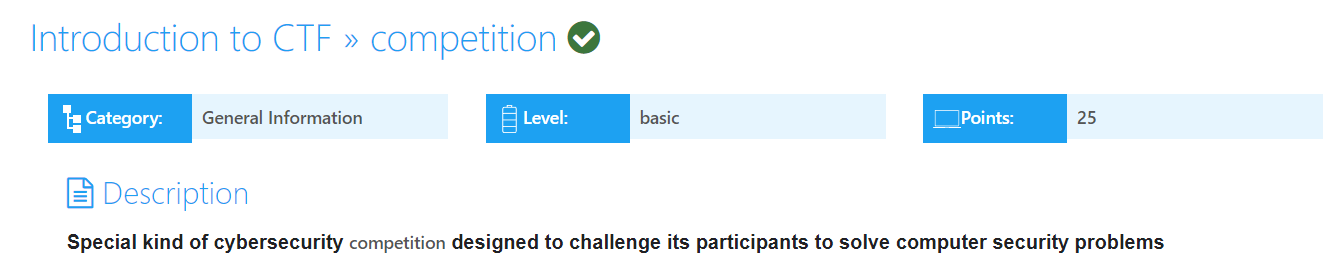 Introduction to CTF » competition
Category: General Information Level: basic Points: 25
Description
Special kind of cybersecurity competition designed to challenge its participants to solve computer security problems